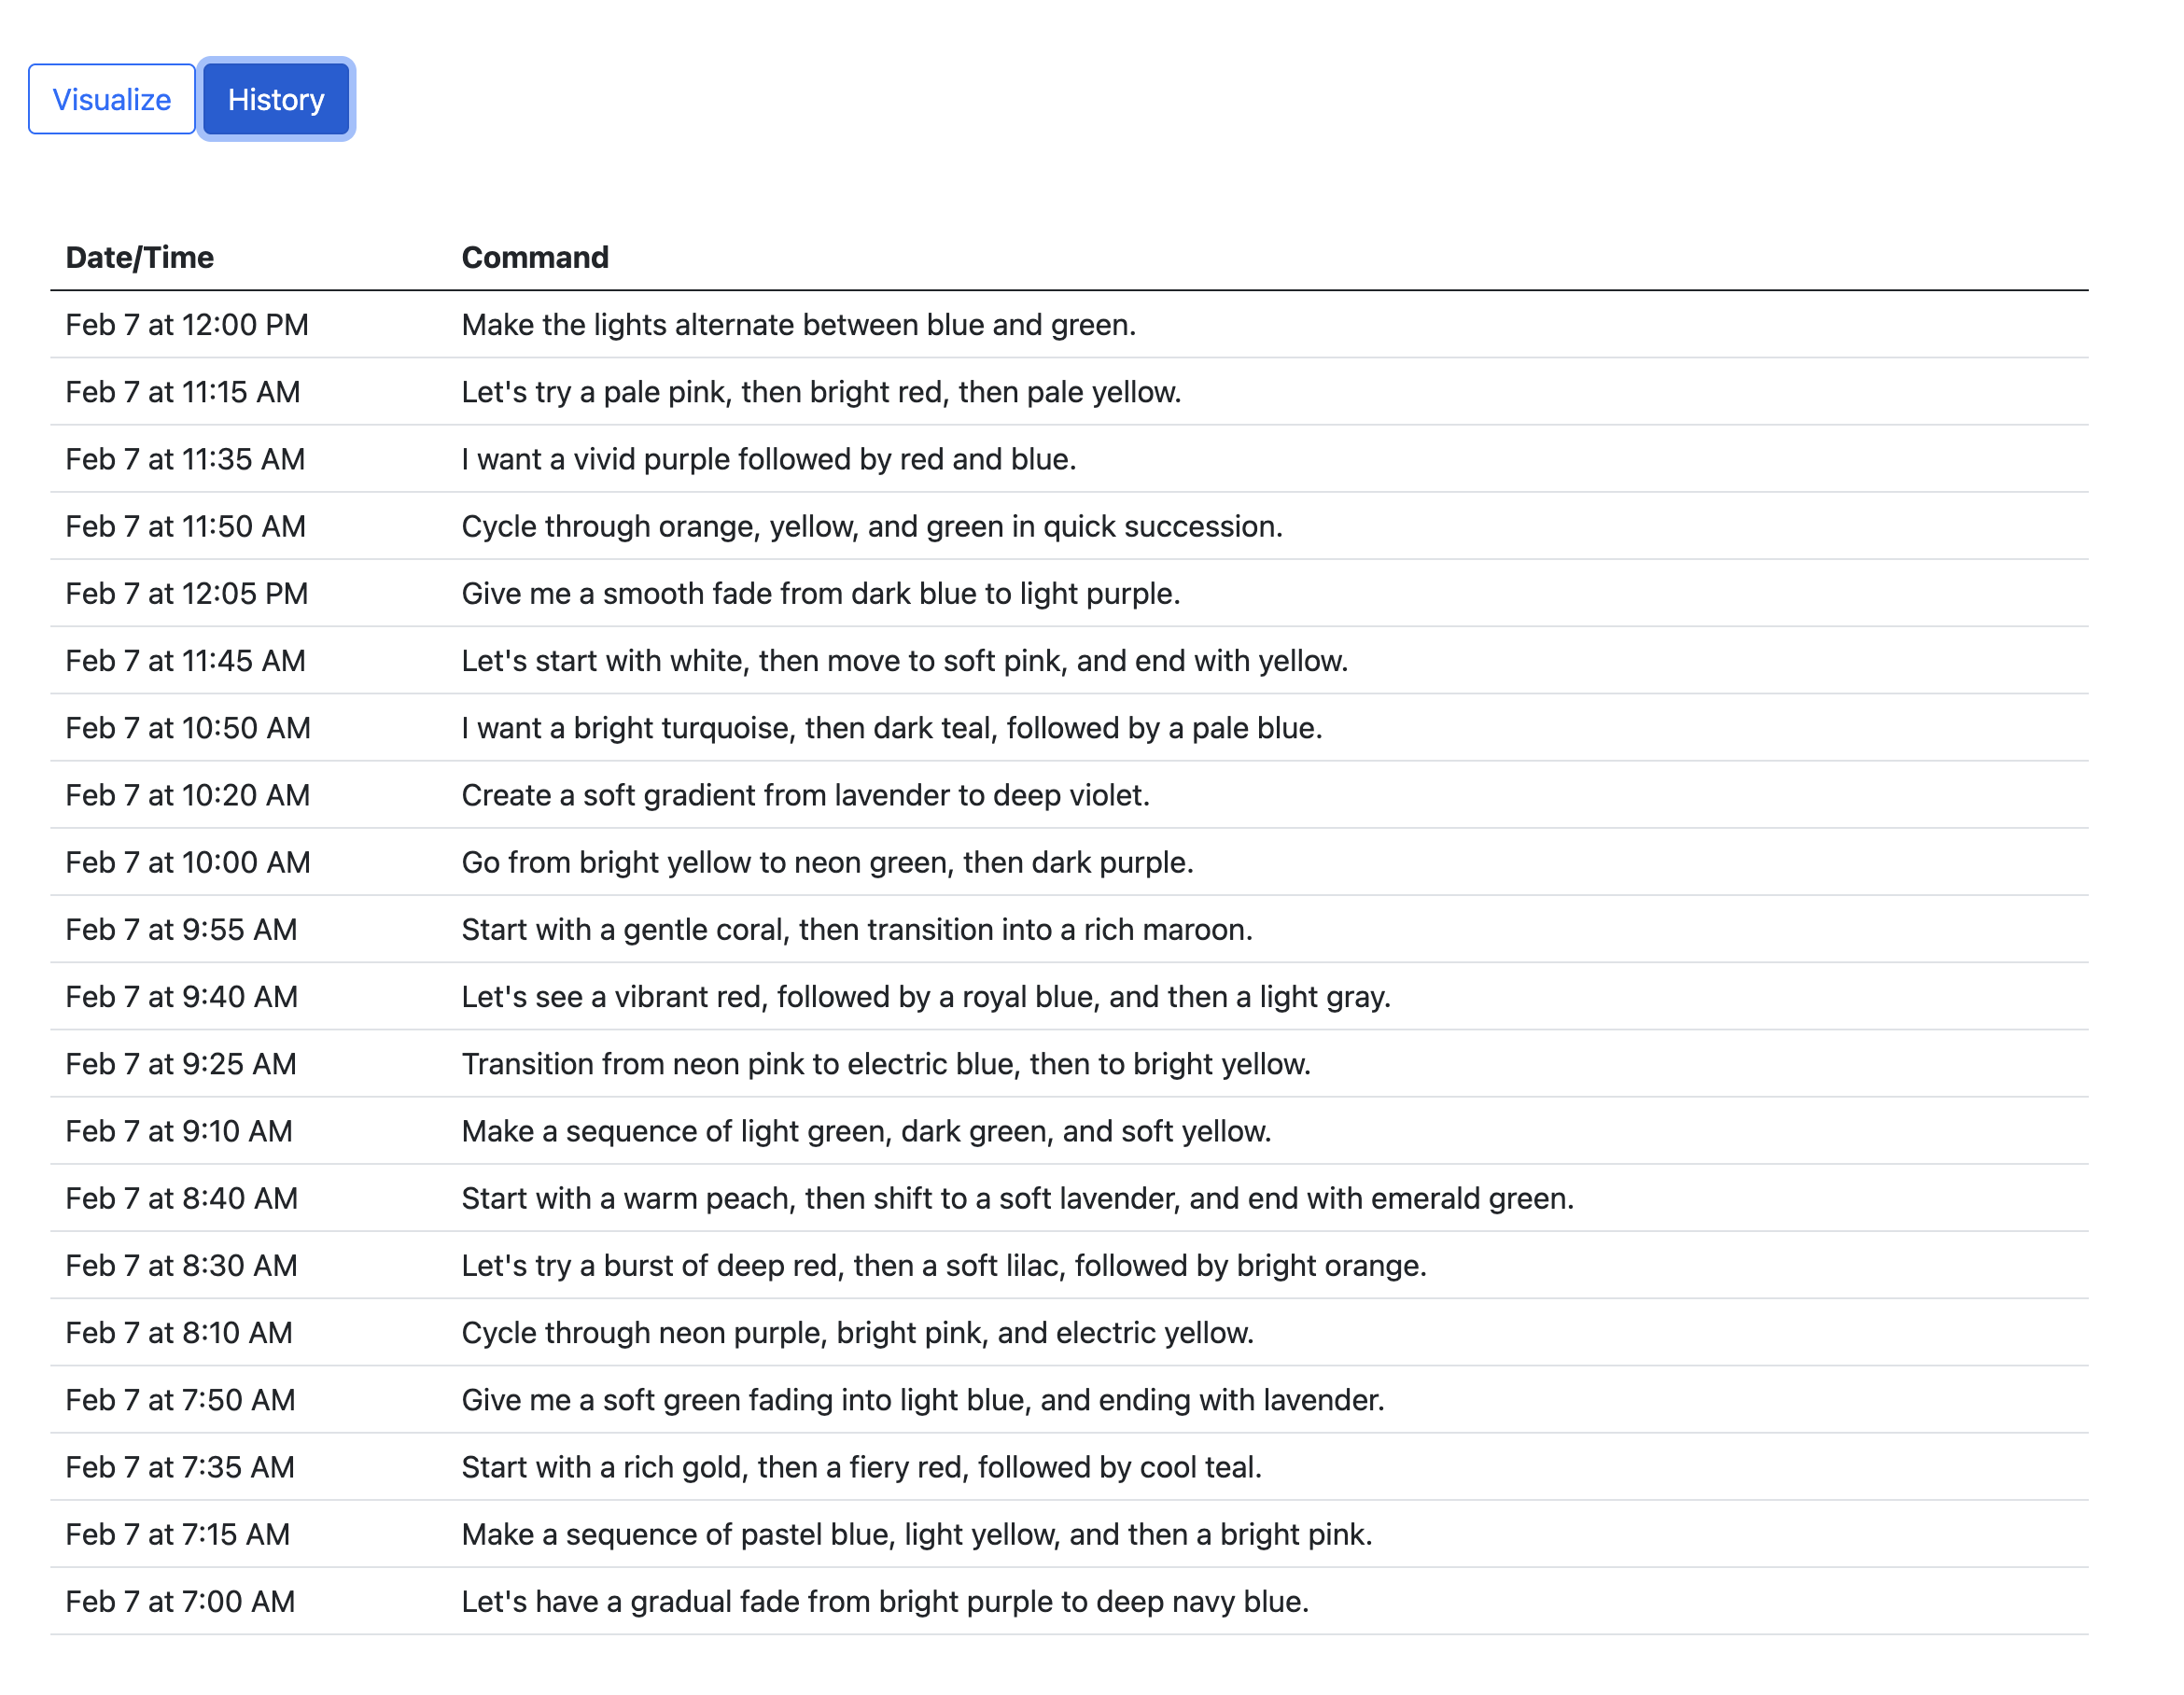 Visualize History
Date/Time Command
Feb 7 at 12:00 PM Make the lights alternate between blue and green.
Feb 7 at 11:15 AM Let's try a pale pink, then bright red, then pale yellow.
Feb 7 at 11:35 AM I want a vivid purple followed by red and blue.
Feb 7 at 11:50 AM Cycle through orange, yellow, and green in quick succession.
Feb 7 at 12:05 PM Give me a smooth fade from dark blue to light purple.
Feb 7 at 11:45 AM Let's start with white, then move to soft pink, and end with yellow.
Feb 7 at 10:50 AM I want a bright turquoise, then dark teal, followed by a pale blue.
Feb 7 at 10:20 AM Create a soft gradient from lavender to deep violet.
Feb 7 at 10:00 AM Go from bright yellow to neon green, then dark purple.
Feb 7 at 9:55 AM Start with a gentle coral, then transition into a rich maroon.
Feb 7 at 9:40 AM Let's see a vibrant red, followed by a royal blue, and then a light gray.
Feb 7 at 9:25 AM Transition from neon pink to electric blue, then to bright yellow.
Feb 7 at 9:10 AM Make a sequence of light green, dark green, and soft yellow.
Feb 7 at 8:40 AM Start with a warm peach, then shift to a soft lavender, and end with emerald green.
Feb 7 at 8:30 AM Let's try a burst of deep red, then a soft lilac, followed by bright orange.
Feb 7 at 8:10 AM Cycle through neon purple, bright pink, and electric yellow.
Feb 7 at 7:50 AM Give me a soft green fading into light blue, and ending with lavender.
Feb 7 at 7:35 AM Start with a rich gold, then a fiery red, followed by cool teal.
Feb 7 at 7:15 AM Make a sequence of pastel blue, light yellow, and then a bright pink.
Feb 7 at 7:00 AM Let's have a gradual fade from bright purple to deep navy blue.